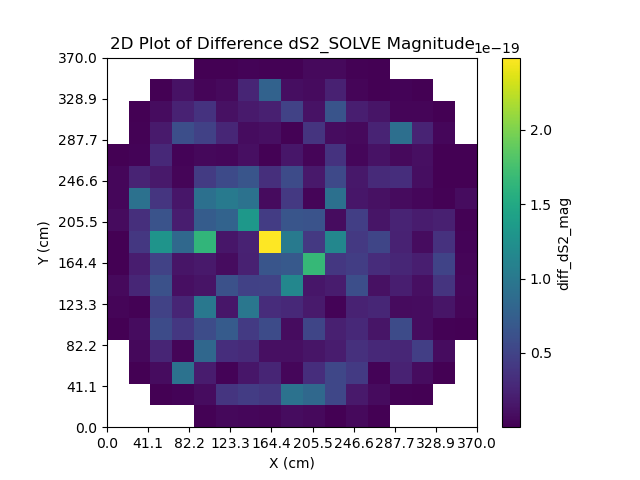 2D Plot of Difference dS2_SOLVE Magnitude
1e−19
370.0
328.9
287.7
246.6
205.5
164.4
123.3
82.2
41.1
0.0
Y (cm)
0.0 41.1 82.2 123.3 164.4 205.5 246.6 287.7 328.9 370.0
X (cm)
2.0
1.5
1.0
0.5
diff_dS2_mag